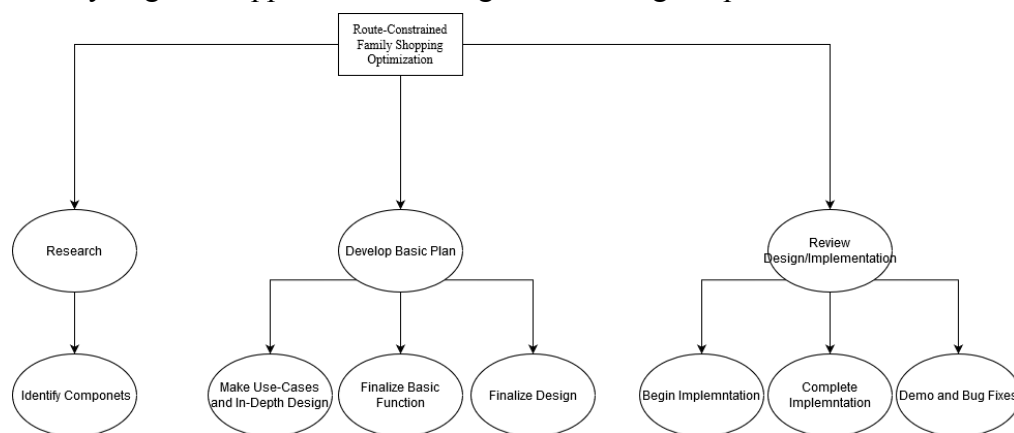 Route-Constrained
Family Shopping
Optimization
Research
Develop Basic Plan
Review
Design/Implementation
Identify Componets
Make Use-Cases
and In-Depth Design
Finalize Basic
Function
Finalize Design
Begin Implemntation
Complete
Implemntation
Demo and Bug Fixes